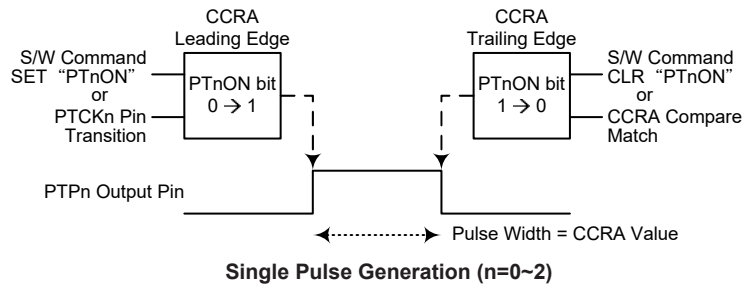 CCRA
Leading Edge
S/W Command
SET “PTnON”
or
PTCKn Pin
Transition
PTnON bit
0 → 1
CCRA
Trailing Edge
PTnON bit
1 → 0
S/W Command
CLR “PTnON”
or
CCRA Compare
Match
PTPn Output Pin
Pulse Width = CCRA Value
Single Pulse Generation (n=0~2)